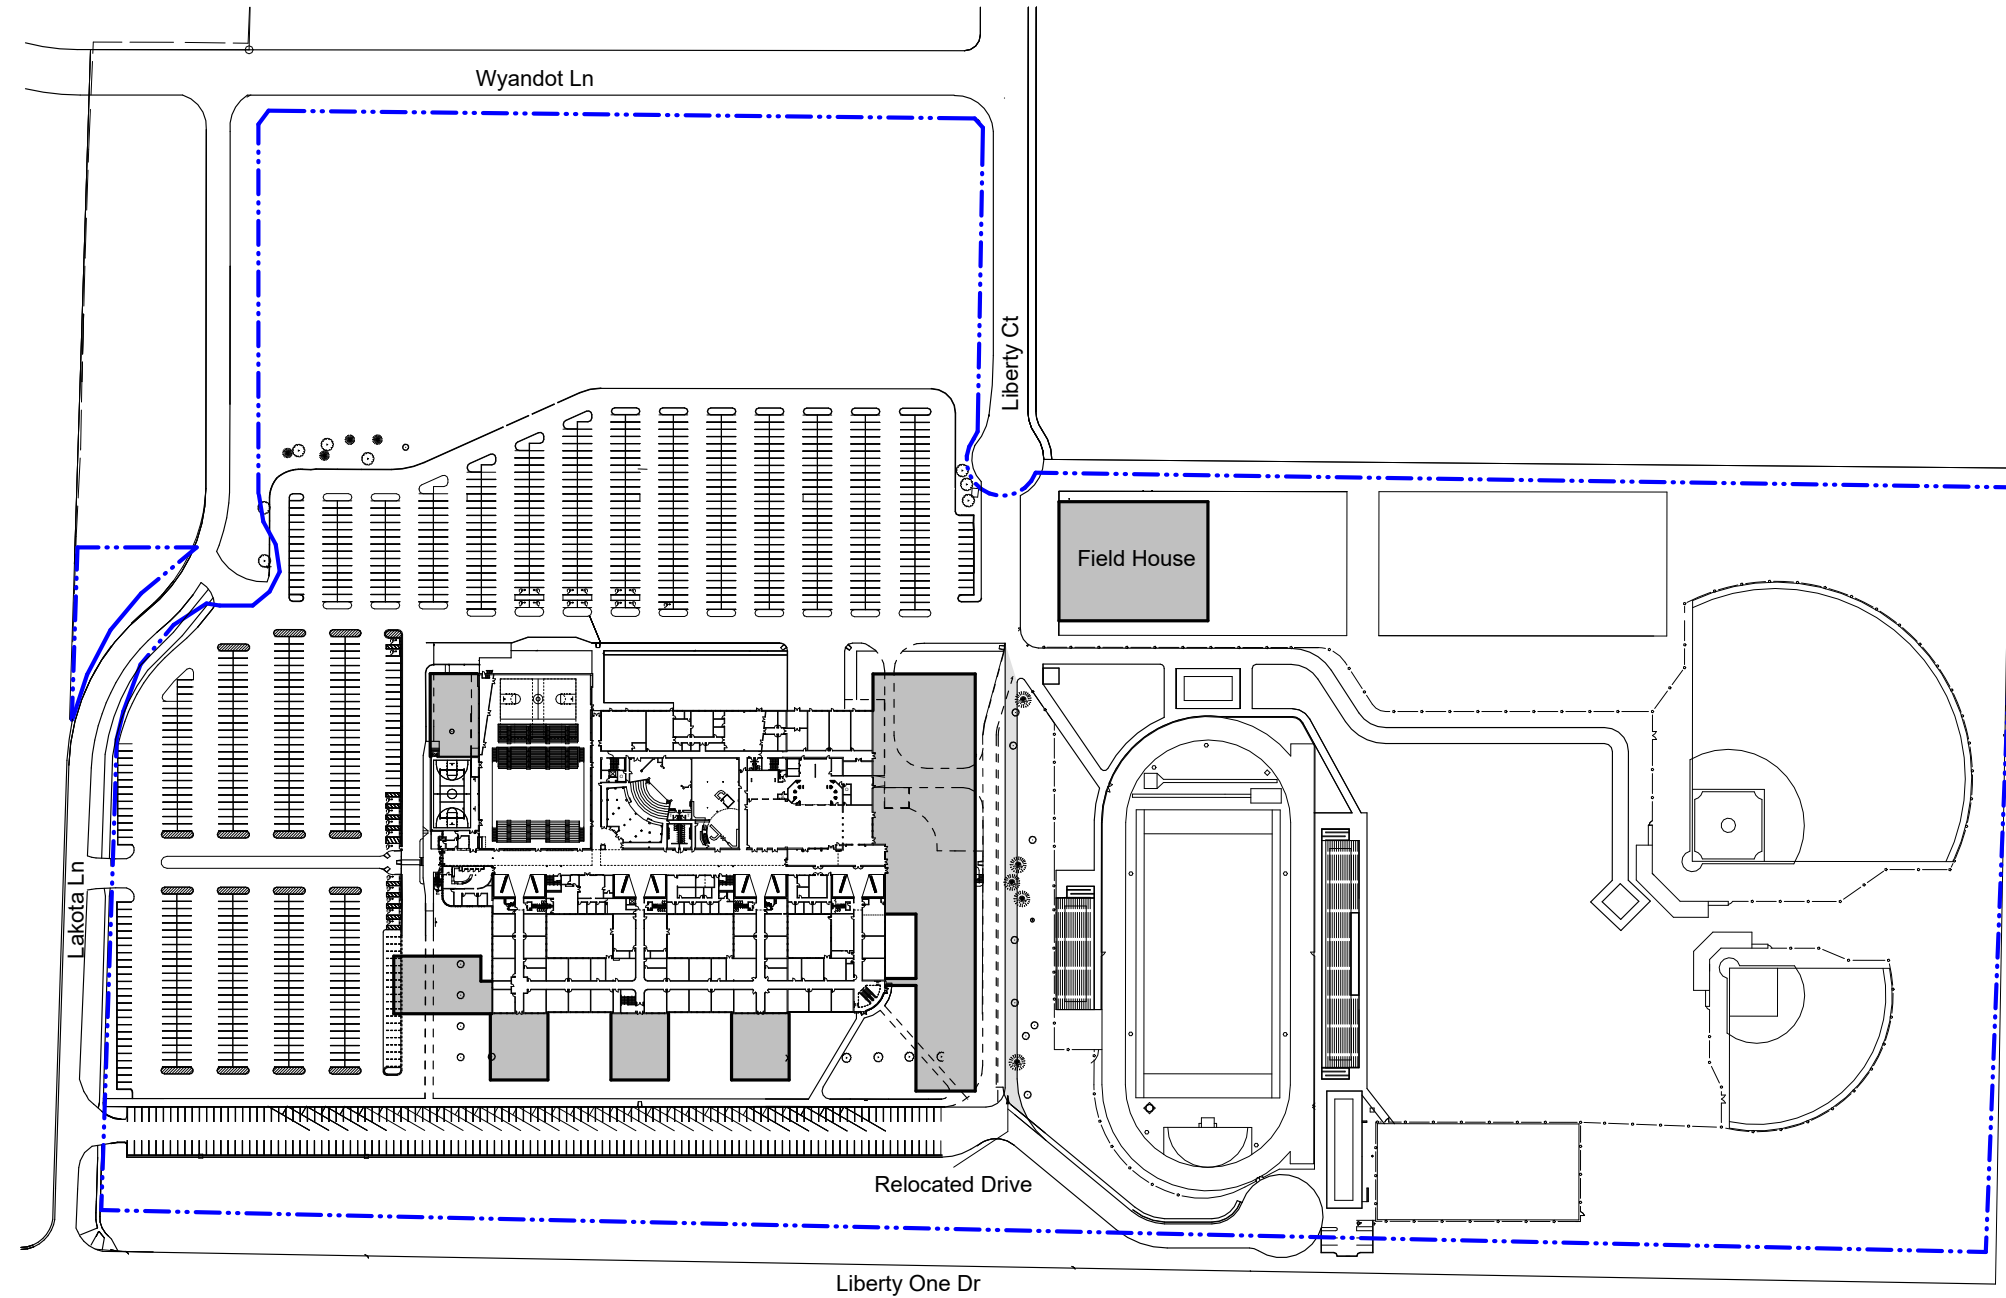 Wyandot Ln
Liberty Ct
Field House
Lakota Ln
Relocated Drive
Liberty One Dr